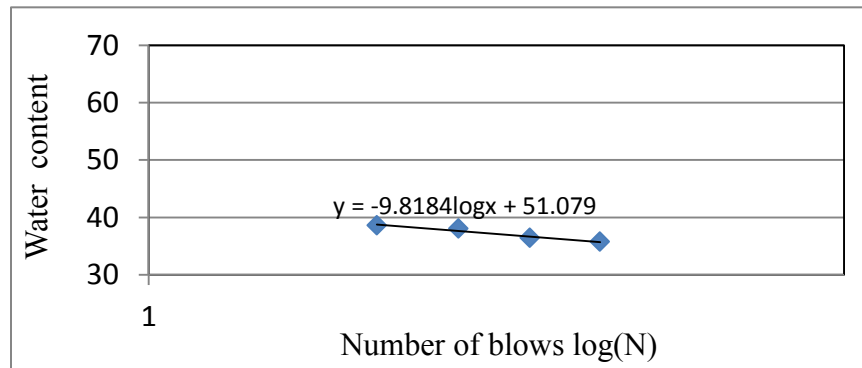 70
60
50
40
30
Water content
y = -9.8184logx + 51.079
1
Number of blows log(N)